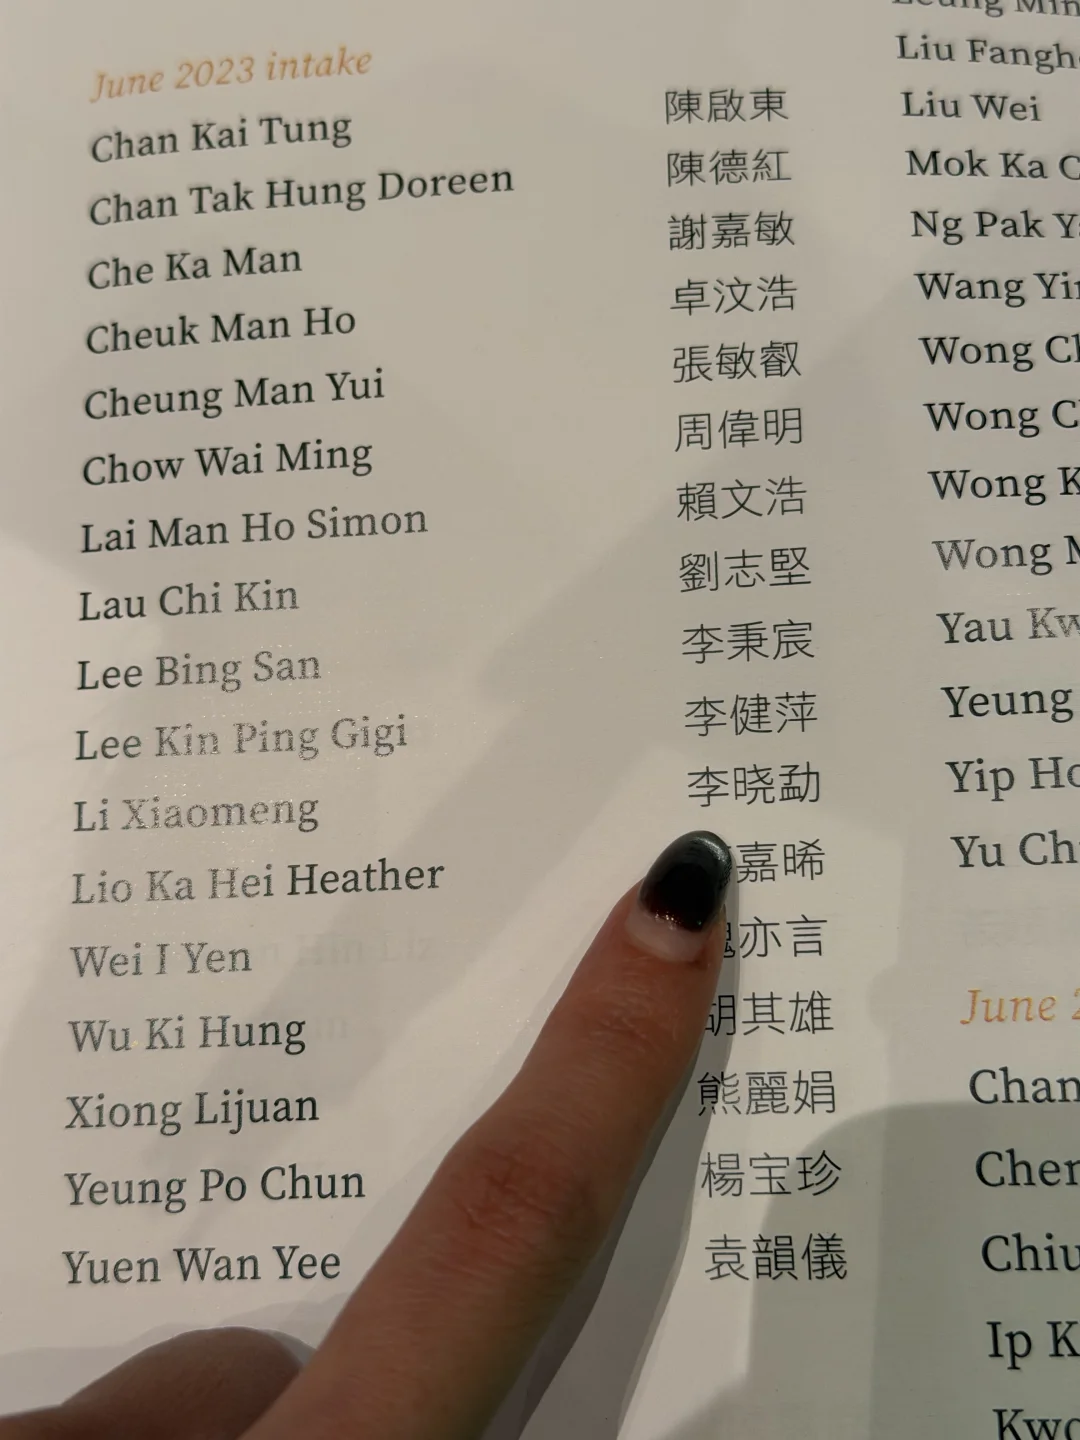 June 2023 intake
Chan Kai Tung 陳啟東
Chan Tak Hung Doreen 陳德紅
Che Ka Man 謝嘉敏
Cheuk Man Ho 卓汶浩
Cheung Man Yui 張敏叡
Chow Wai Ming 周偉明
Lai Man Ho Simon 賴文浩
Lau Chi Kin 劉志堅
Lee Bing San 李秉宸
Lee Kin Ping Gigi 李健萍
Li Xiaomeng 李晓勐
Lio Ka Hei Heather 嘉晞
Wei I Yen 亦言
Wu Ki Hung 胡其雄
Xiong Lijuan 熊麗娟
Yeung Po Chun 楊宝珍
Yuen Wan Yee 袁韻儀
Liu
Liu Wei
Mok Ka
Ng Pak
Wang
Wong
Wong
Wong
Wong
Yau
Yeung
Yip
Yu
June
Chan
Ip